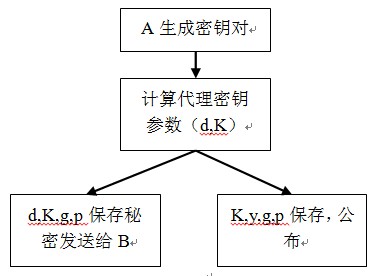 A 生成密钥对
计算代理密钥
参数（d,K）
d,K,g,p 保存秘
密发送给 B
K,y,g,p 保存，公
布